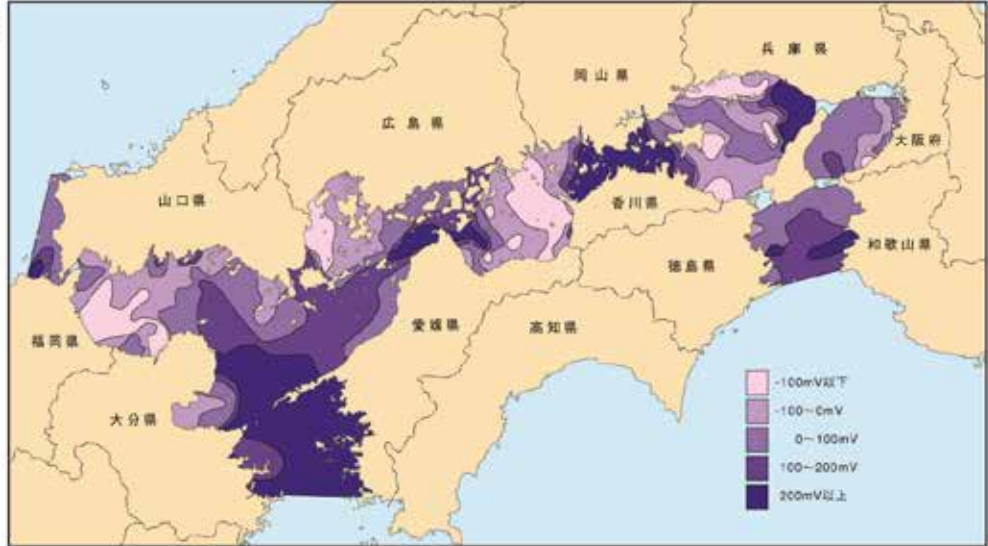 兵庫県
岡山県
広島県
大阪府
山口県
香川県
和歌山県
徳島県
愛媛県
高知県
福岡県
大分県
-100mV以下
-100～0mV
0～100mV
100～200mV
200mV以上